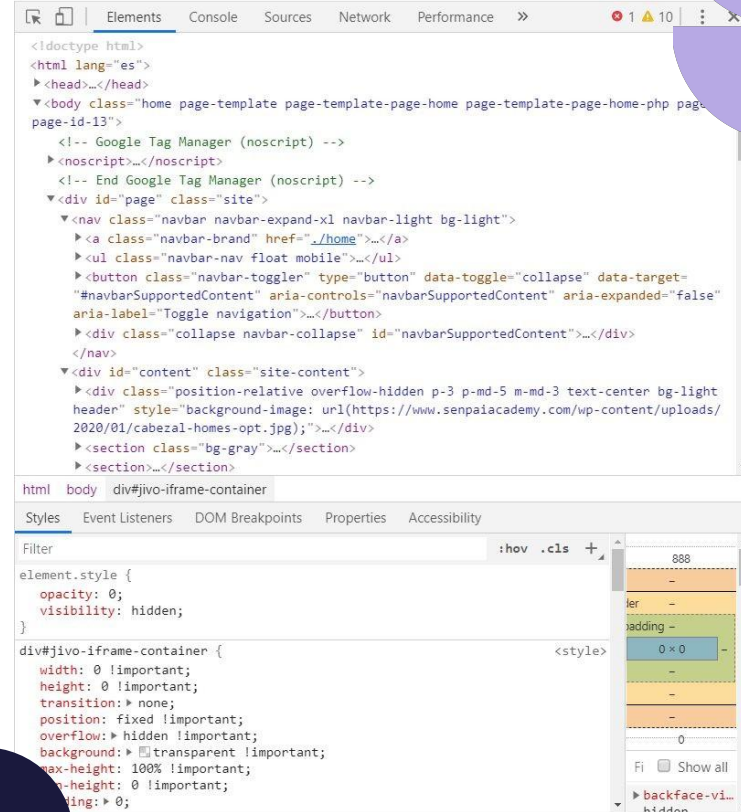 Elements Console Sources Network Performance » 1 10
<!doctype html>
<html lang="es">
<head>…</head>
<body class="home page-template page-template-page-home page-template-page-home-php
page-id-13">
<!-- Google Tag Manager (noscript) -->
<noscript>…</noscript>
<!-- End Google Tag Manager (noscript) -->
<div id="page" class="site">
<nav class="navbar navbar-expand-xl navbar-light bg-light">
<a class="navbar-brand" href="./home">…</a>
<ul class="navbar-nav float mobile">…</ul>
<button class="navbar-toggler" type="button" data-toggle="collapse" data-target=
"#navbarSupportedContent" aria-controls="navbarSupportedContent" aria-expanded="false"
aria-label="Toggle navigation">…</button>
<div class="collapse navbar-collapse" id="navbarSupportedContent">…</div>
</nav>
<div id="content" class="site-content">
<div class="position-relative overflow-hidden p-3 p-md-5 m-md-3 text-center bg-light
header" style="background-image: url(https://www.senpaiacademy.com/wp-content/uploads/
2020/01/cabezal-homes-opt.jpg);">…</div>
<section class="bg-gray">…</section>
<section>…</section>
html body div#jivo-iframe-container
Styles Event Listeners DOM Breakpoints Properties Accessibility
Filter :hov .cls +
element.style {
opacity: 0;
visibility: hidden;
}
div#jivo-iframe-container { <style>
width: 0 !important;
height: 0 !important;
transition: none;
position: fixed !important;
overflow: hidden !important;
background: transparent !important;
max-height: 100% !important;
-height: 0 !important;
ding: 0;
888
–
der –
padding –
0 × 0 –
–
–
–
0
Fi Show all
backface-vi…
hidden